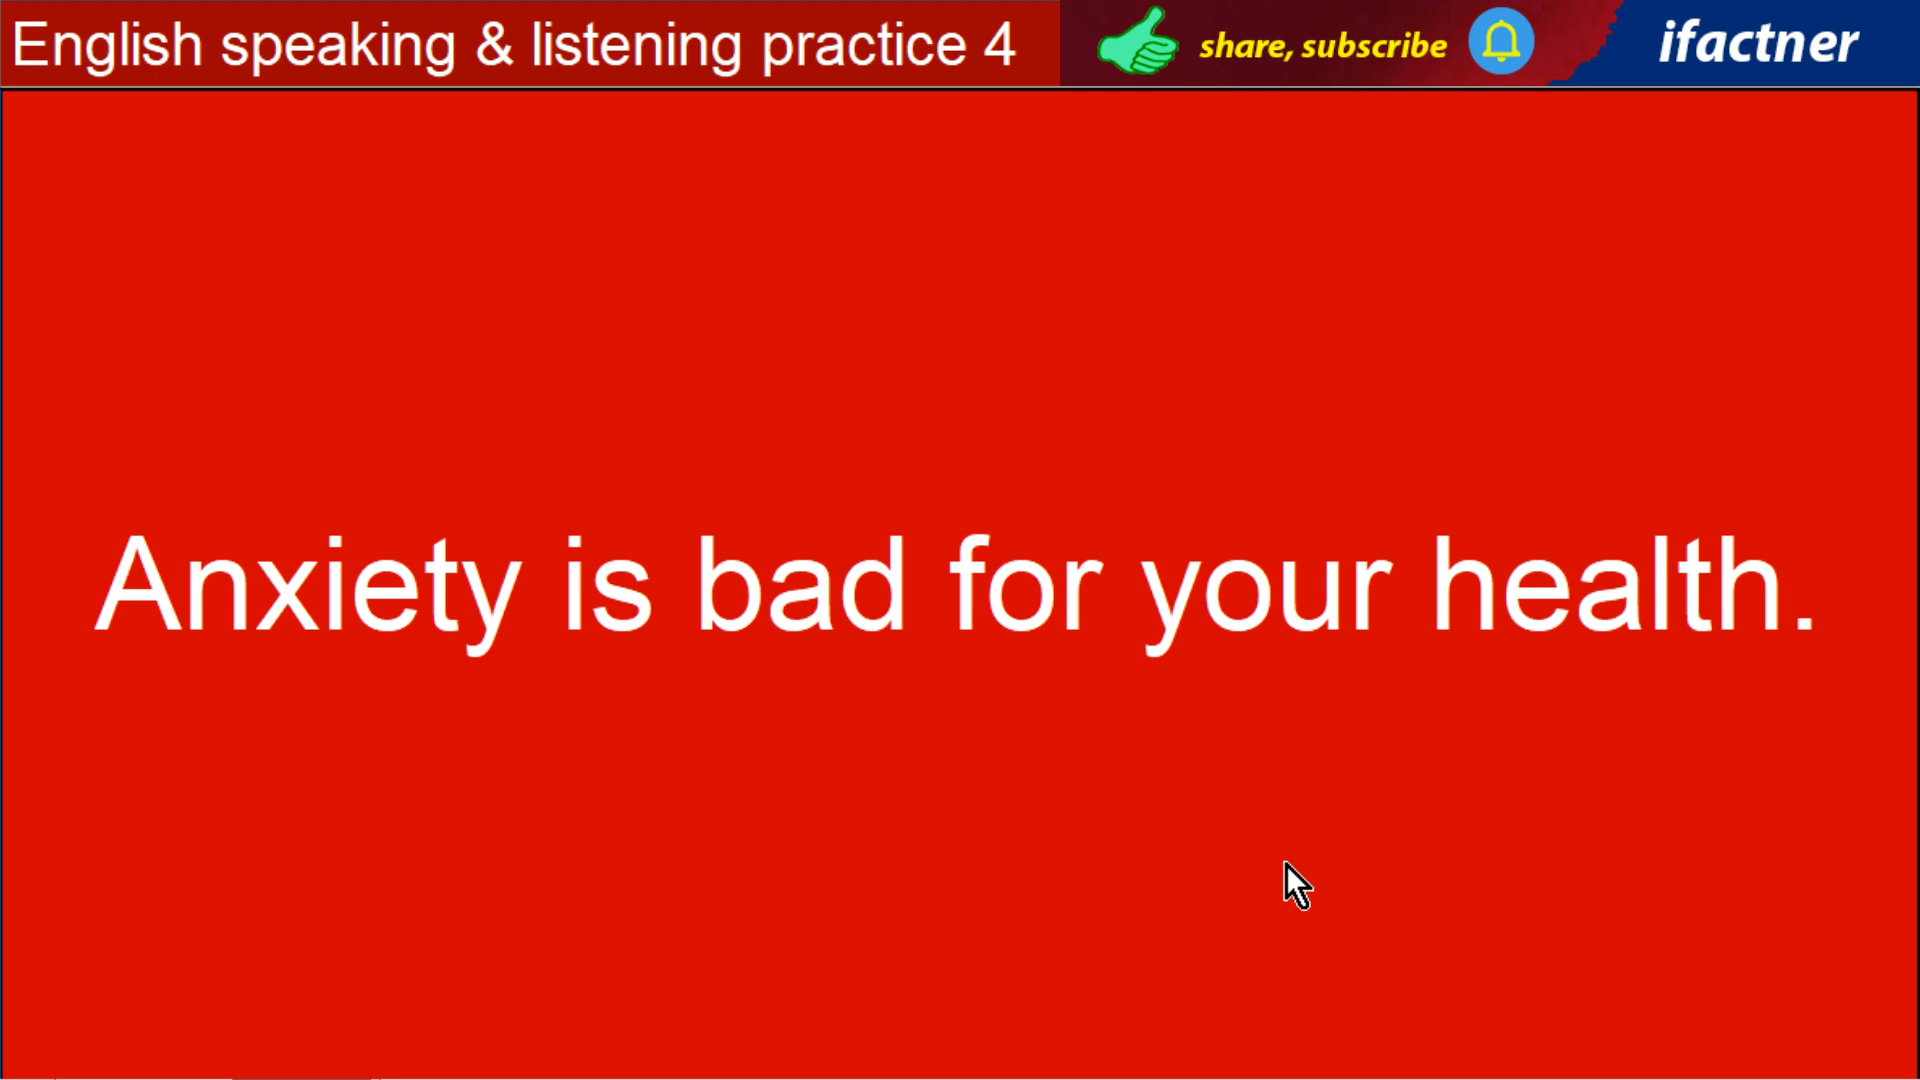 English speaking & listening practice 4
share, subscribe
ifactner
Anxiety is bad for your health.